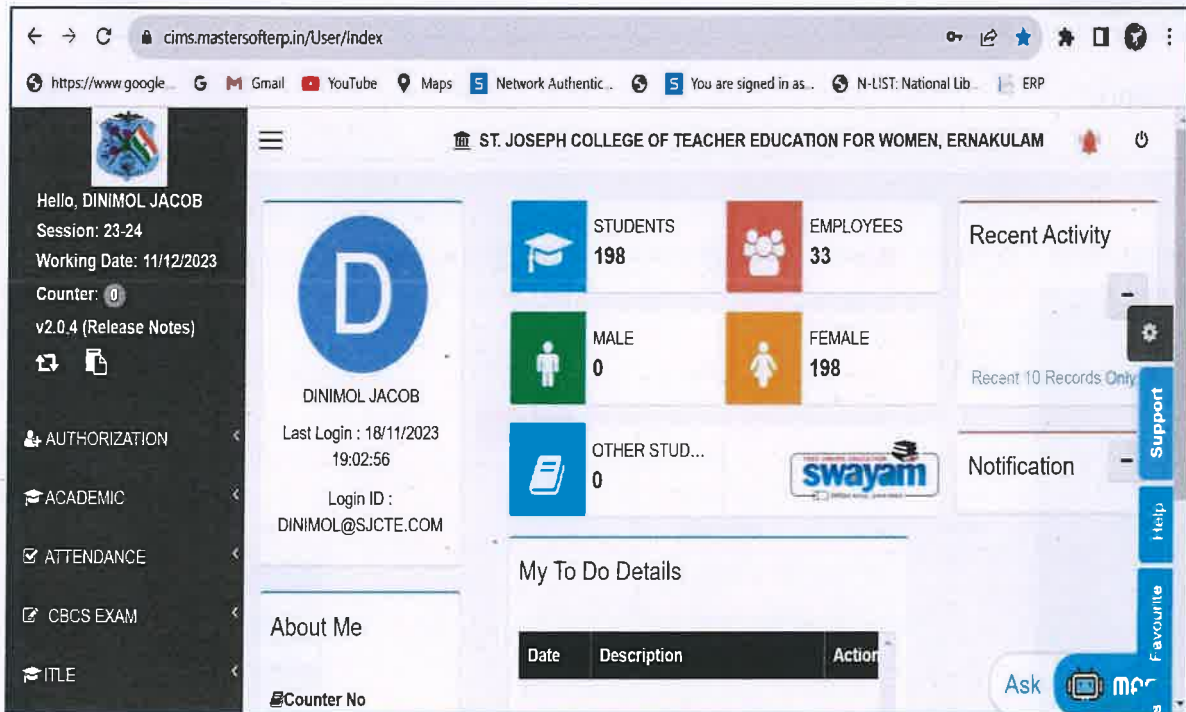 cims.mastersofterp.in/User/Index
https://www.google... G Gmail YouTube Maps Network Authentic... You are signed in as... N-LIST: National Lib... ERP
ST. JOSEPH COLLEGE OF TEACHER EDUCATION FOR WOMEN, ERNAKULAM
Hello, DINIMOL JACOB
Session: 23-24
Working Date: 11/12/2023
Counter: 0
v2.0.4 (Release Notes)
AUTHORIZATION
ACADEMIC
ATTENDANCE
CBCS EXAM
ITLE
D
DINIMOL JACOB
Last Login : 18/11/2023
19:02:56
Login ID :
DINIMOL@SJCTE.COM
About Me
Counter No
STUDENTS
198
EMPLOYEES
33
MALE
0
FEMALE
198
OTHER STUD...
0
swayam
My To Do Details
Date Description Action
Recent Activity
Recent 10 Records Only
Notification
Support
Help
Favourite
Ask